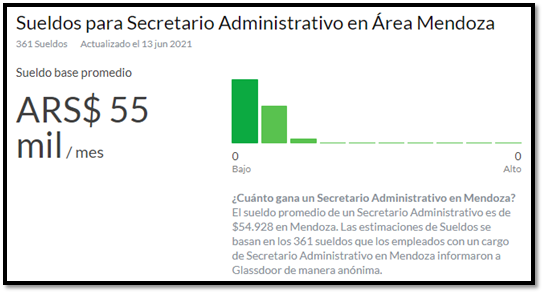 Sueldos para Secretario Administrativo en Área Mendoza
361 Sueldos Actualizado el 13 jun 2021
Sueldo base promedio
ARS$ 55
mil / mes
0 0
Bajo Alto
¿Cuánto gana un Secretario Administrativo en Mendoza?
El sueldo promedio de un Secretario Administrativo es de
$54.928 en Mendoza. Las estimaciones de Sueldos se
basan en los 361 sueldos que los empleados con un cargo
de Secretario Administrativo en Mendoza informaron a
Glassdoor de manera anónima.